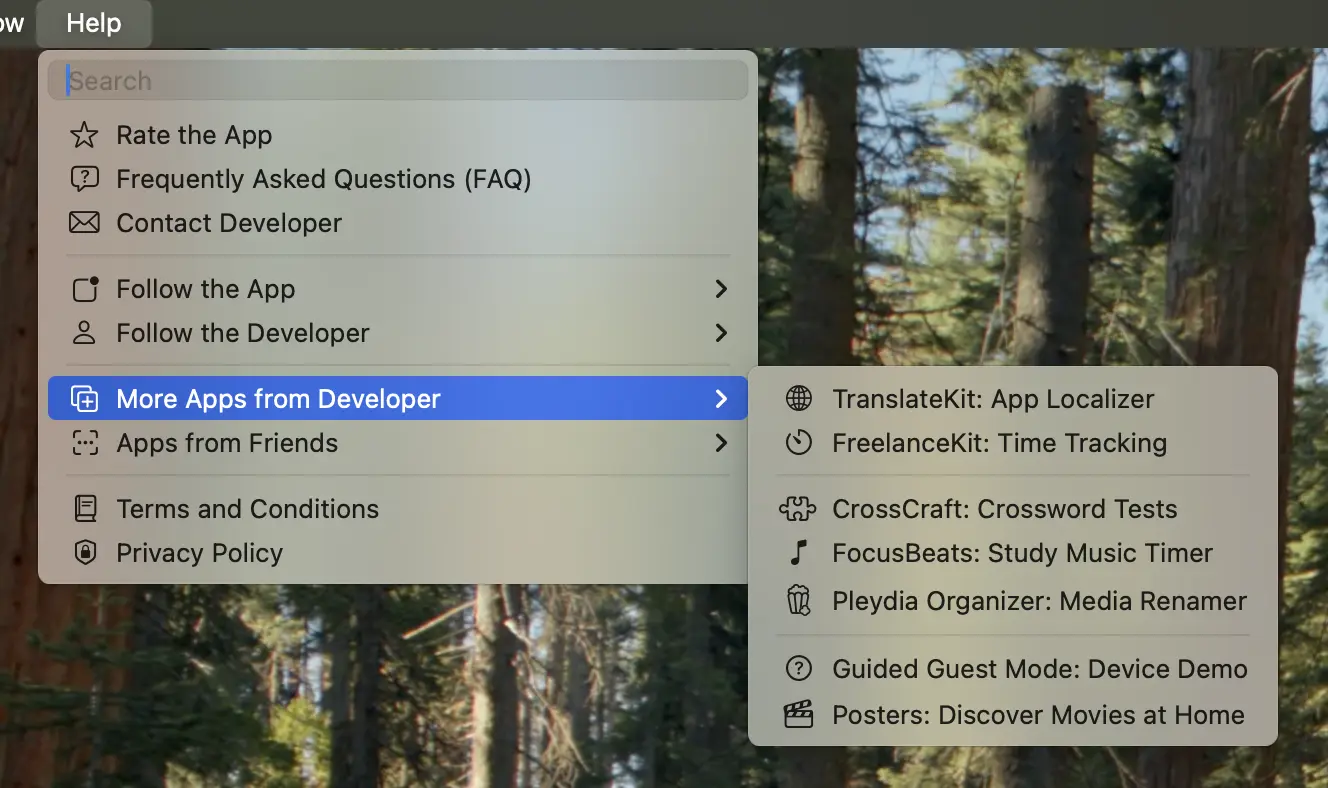 Help
Search
Rate the App
Frequently Asked Questions (FAQ)
Contact Developer
Follow the App
Follow the Developer
More Apps from Developer
Apps from Friends
Terms and Conditions
Privacy Policy
TranslateKit: App Localizer
FreelanceKit: Time Tracking
CrossCraft: Crossword Tests
FocusBeats: Study Music Timer
Pleydia Organizer: Media Renamer
Guided Guest Mode: Device Demo
Posters: Discover Movies at Home